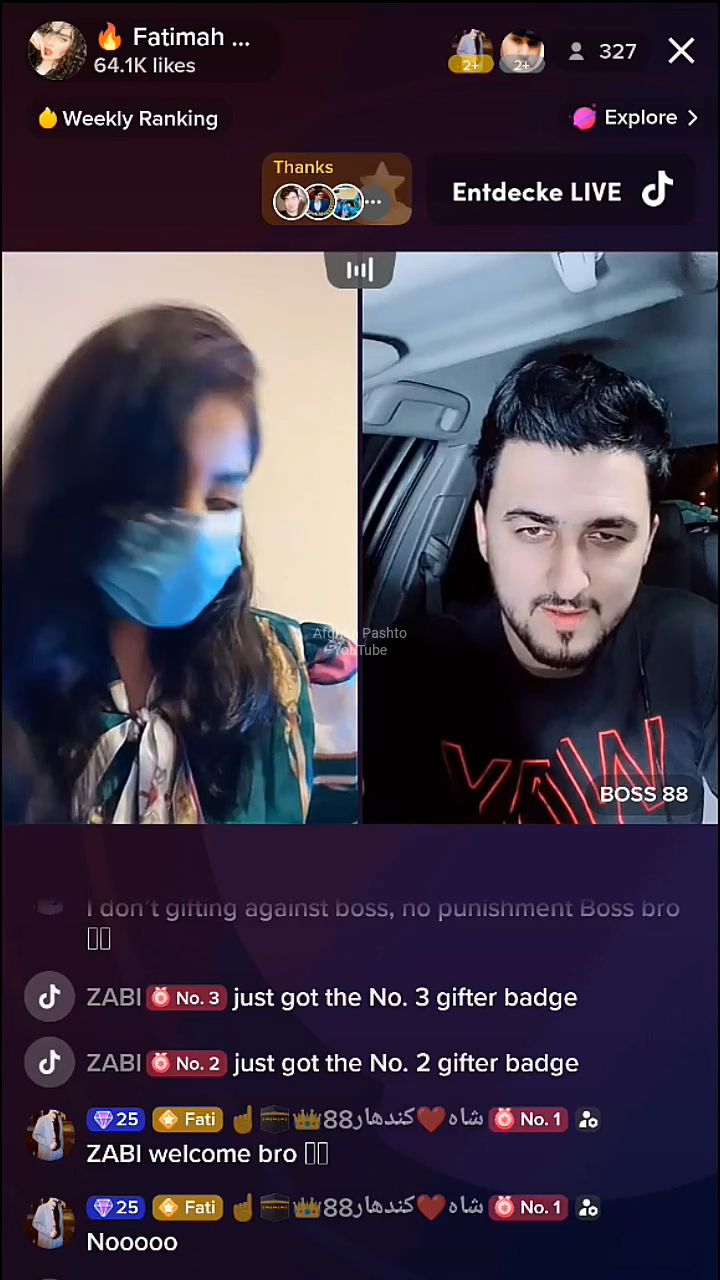 🔥 Fatimah ...
64.1K likes
2+
2+
327
Weekly Ranking
Explore
Thanks
...
Entdecke LIVE
Pashto
YouTube
BOSS 88
I don't gifting against boss, no punishment Boss bro
ZABI No. 3 just got the No. 3 gifter badge
ZABI No. 2 just got the No. 2 gifter badge
25 Fati ☝️🕋👑88شاه❤️کندهار No. 1
ZABI welcome bro
25 Fati ☝️🕋👑88شاه❤️کندهار No. 1
Nooooo